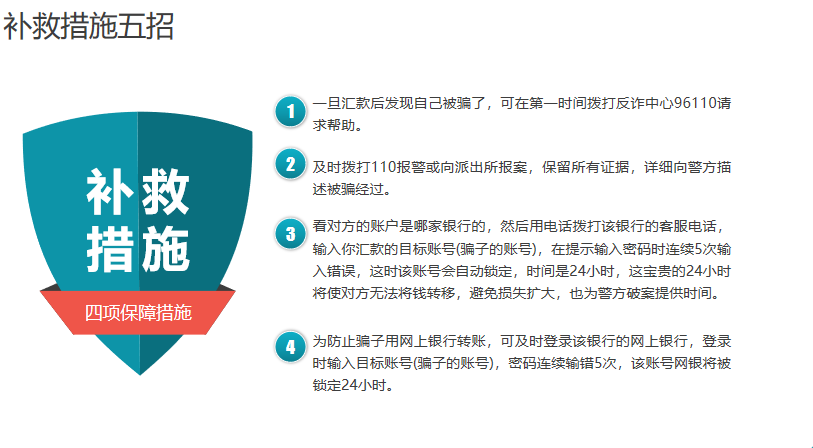 补救措施五招
补救
措施
四项保障措施
1
一旦汇款后发现自己被骗了，可在第一时间拨打反诈中心96110请
求帮助。
2
及时拨打110报警或向派出所报案，保留所有证据，详细向警方描
述被骗经过。
3
看对方的账户是哪家银行的，然后用电话拨打该银行的客服电话，
输入你汇款的目标账号(骗子的账号)，在提示输入密码时连续5次输
入错误，这时该账号会自动锁定，时间是24小时，这宝贵的24小时
将使对方无法将钱转移，避免损失扩大，也为警方破案提供时间。
4
为防止骗子用网上银行转账，可及时登录该银行的网上银行，登录
时输入目标账号(骗子的账号)，密码连续输错5次，该账号网银将被
锁定24小时。